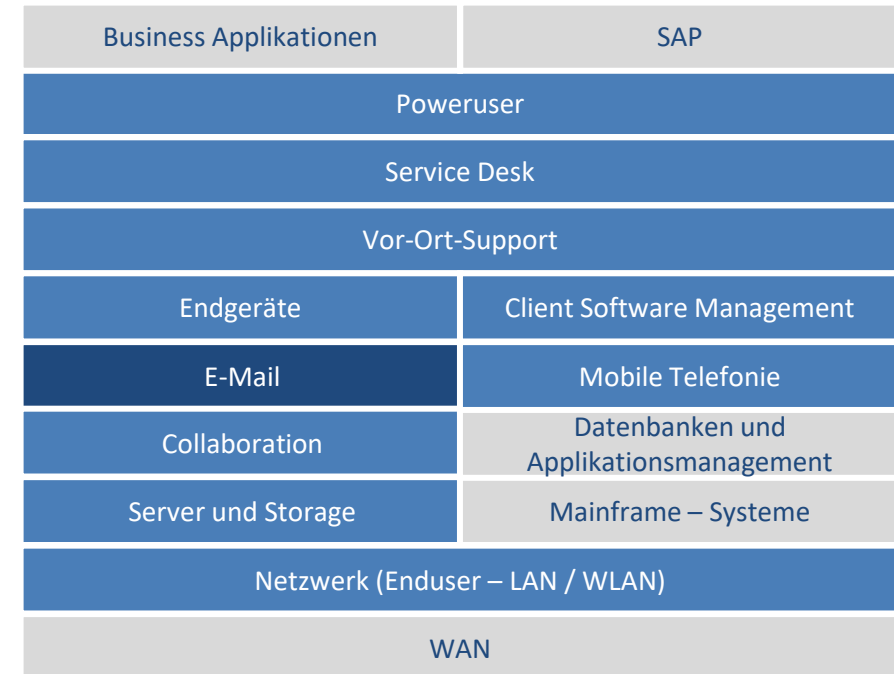 Business Applikationen
SAP
Poweruser
Service Desk
Vor-Ort-Support
Endgeräte
Client Software Management
E-Mail
Mobile Telefonie
Collaboration
Datenbanken und
Applikationsmanagement
Server und Storage
Mainframe – Systeme
Netzwerk (Enduser – LAN / WLAN)
WAN